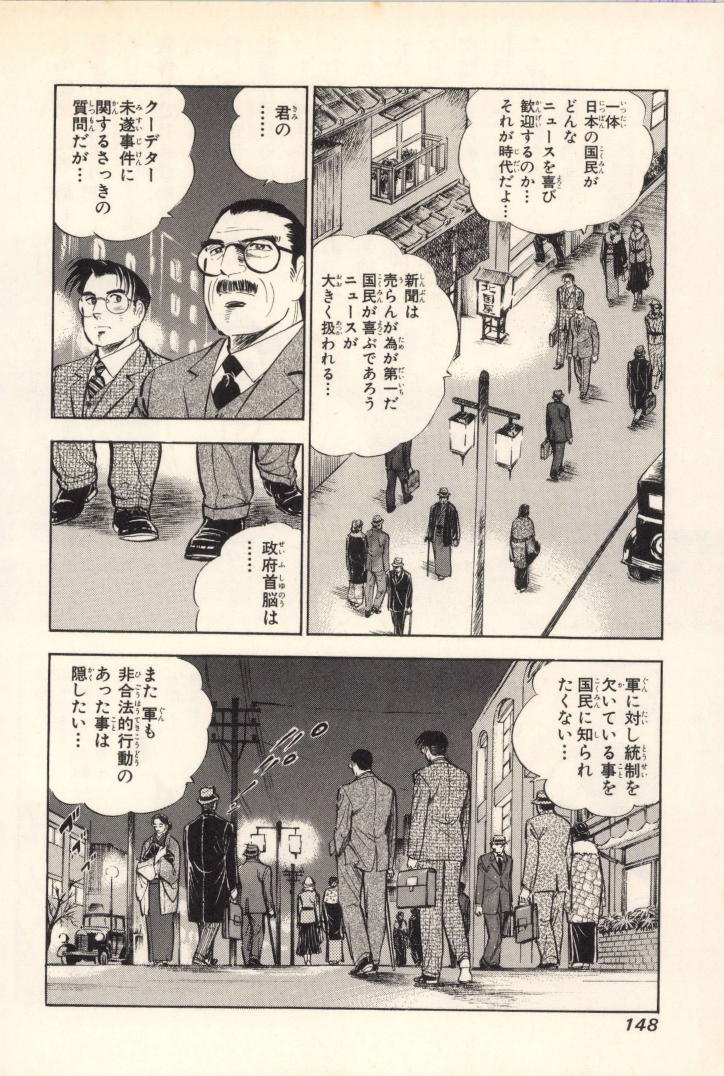 一体
日本の国民が
どんな
ニュースを喜び
歓迎するのか…
それが時代だよ…
北国屋
新聞は
売らんが為が第一だ
国民が喜ぶであろう
ニュースが
大きく扱われる…
君の
……
クーデター
未遂事件に
関するさっきの
質問だが…
政府首脳は
……
軍に対し統制を
欠いている事を
国民に知られ
たくない…
また 軍も
非合法的行動の
あった事は
隠したい…
148